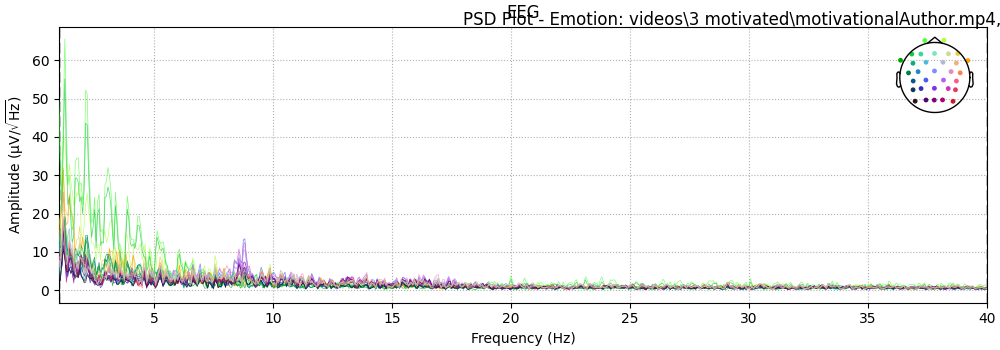 EEG
PSD Plot - Emotion: videos\3 motivated\motivationalAuthor.mp4,
Amplitude (µV/√Hz)
60
50
40
30
20
10
0
5 10 15 20 25 30 35 40
Frequency (Hz)